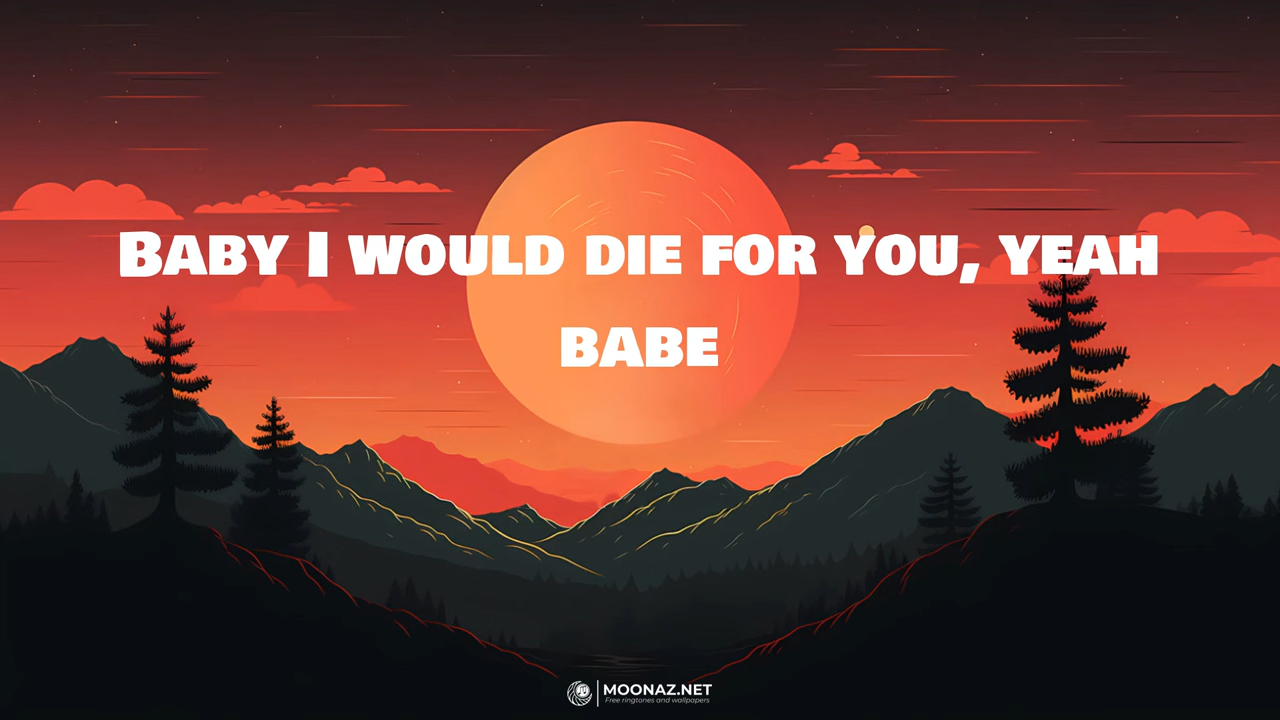 Baby I would die for you, yeah
babe
MOONAZ.NET
Free ringtones and wallpapers